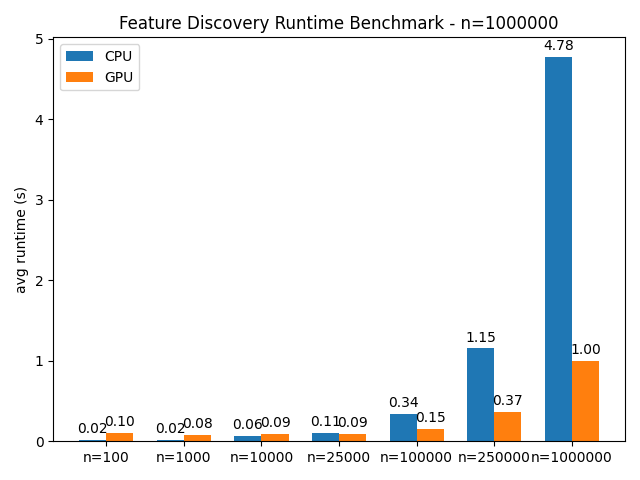 Feature Discovery Runtime Benchmark - n=1000000
CPU
GPU
avg runtime (s)
5
4
3
2
1
0
0.02
0.10
0.02
0.08
0.06
0.09
0.11
0.09
0.34
0.15
1.15
0.37
4.78
1.00
n=100
n=1000
n=10000
n=25000
n=100000
n=250000
n=1000000